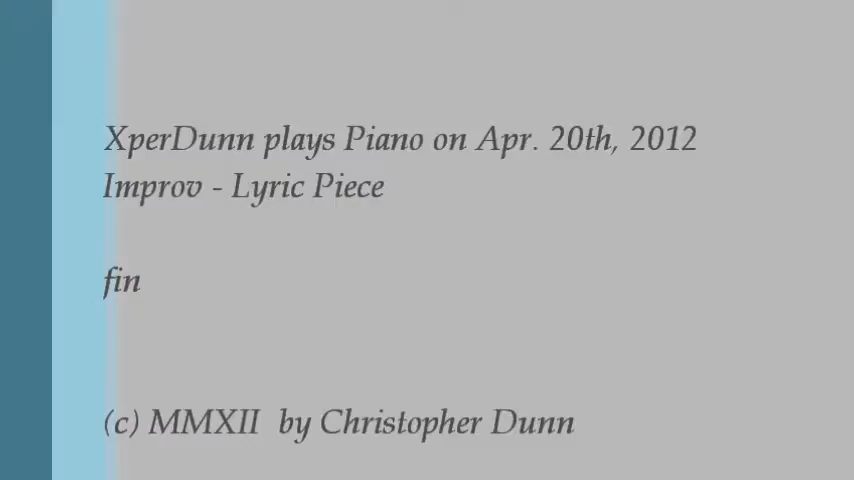 XperDunn plays Piano on Apr. 20th, 2012
Improv - Lyric Piece
fin
(c) MMXII by Christopher Dunn